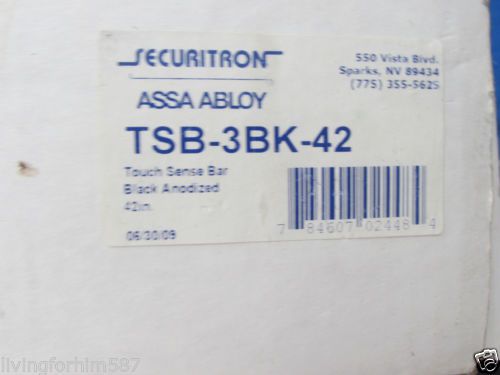 SECURITRON
550 Vista Blvd.
Sparks, NV 89434
(775) 355-5625
ASSA ABLOY
TSB-3BK-42
Touch Sense Bar
Black Anodized
42in.
06/30/09
7 84607 02448 4
livingforhim587